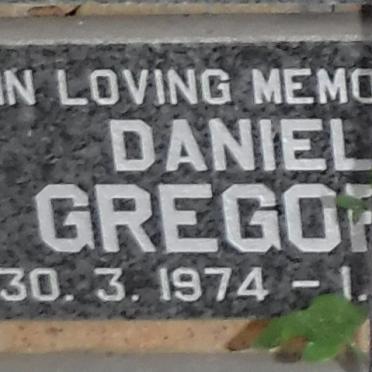 IN LOVING MEMO
DANIEL
GREGOR
30. 3. 1974 – 1.